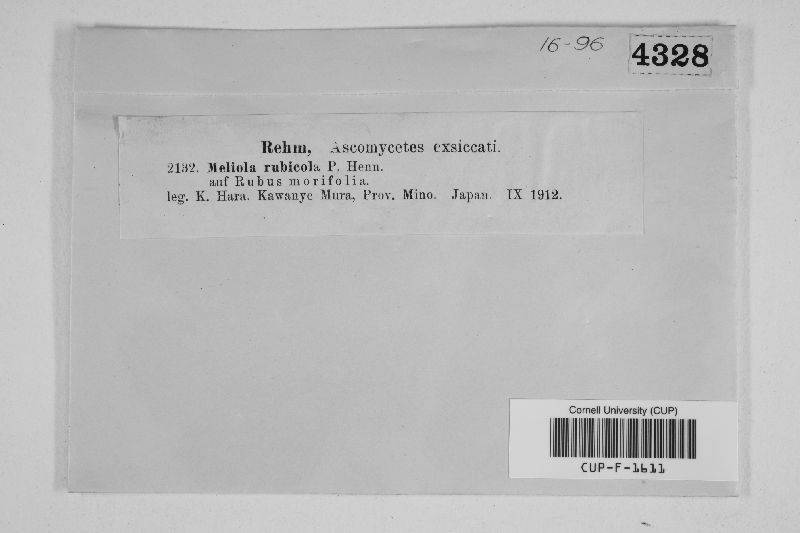 16-96
4328
Rehm, Ascomycetes exsiccati.
2132. Meliola rubicola P. Henn.
auf Rubus morifolia.
leg. K. Hara. Kawauye Mura, Prov. Mino. Japan. IX 1912.
Cornell University (CUP)
CUP-F-1611